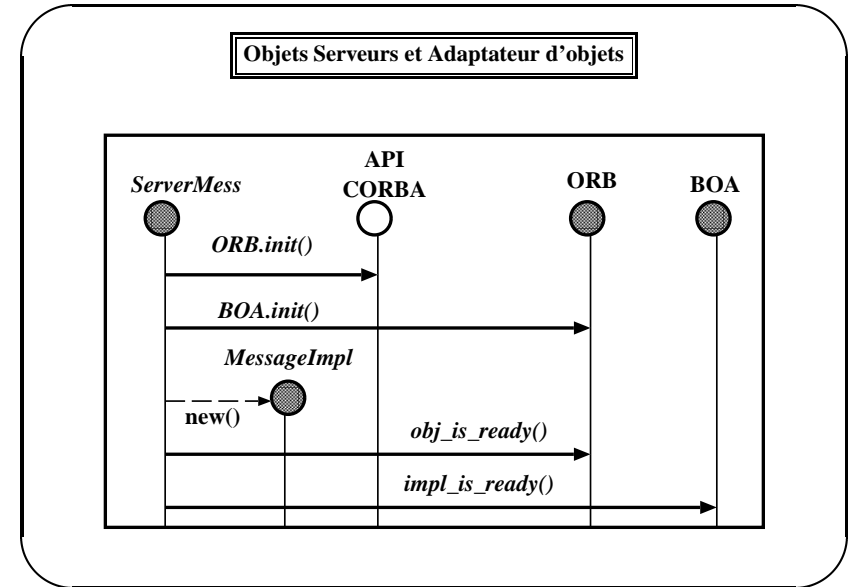 Objets Serveurs et Adaptateur d'objets
API
ServerMess
CORBA
ORB
BOA
ORB.init()
BOA.init()
MessageImpl
new()
obj_is_ready()
impl_is_ready()